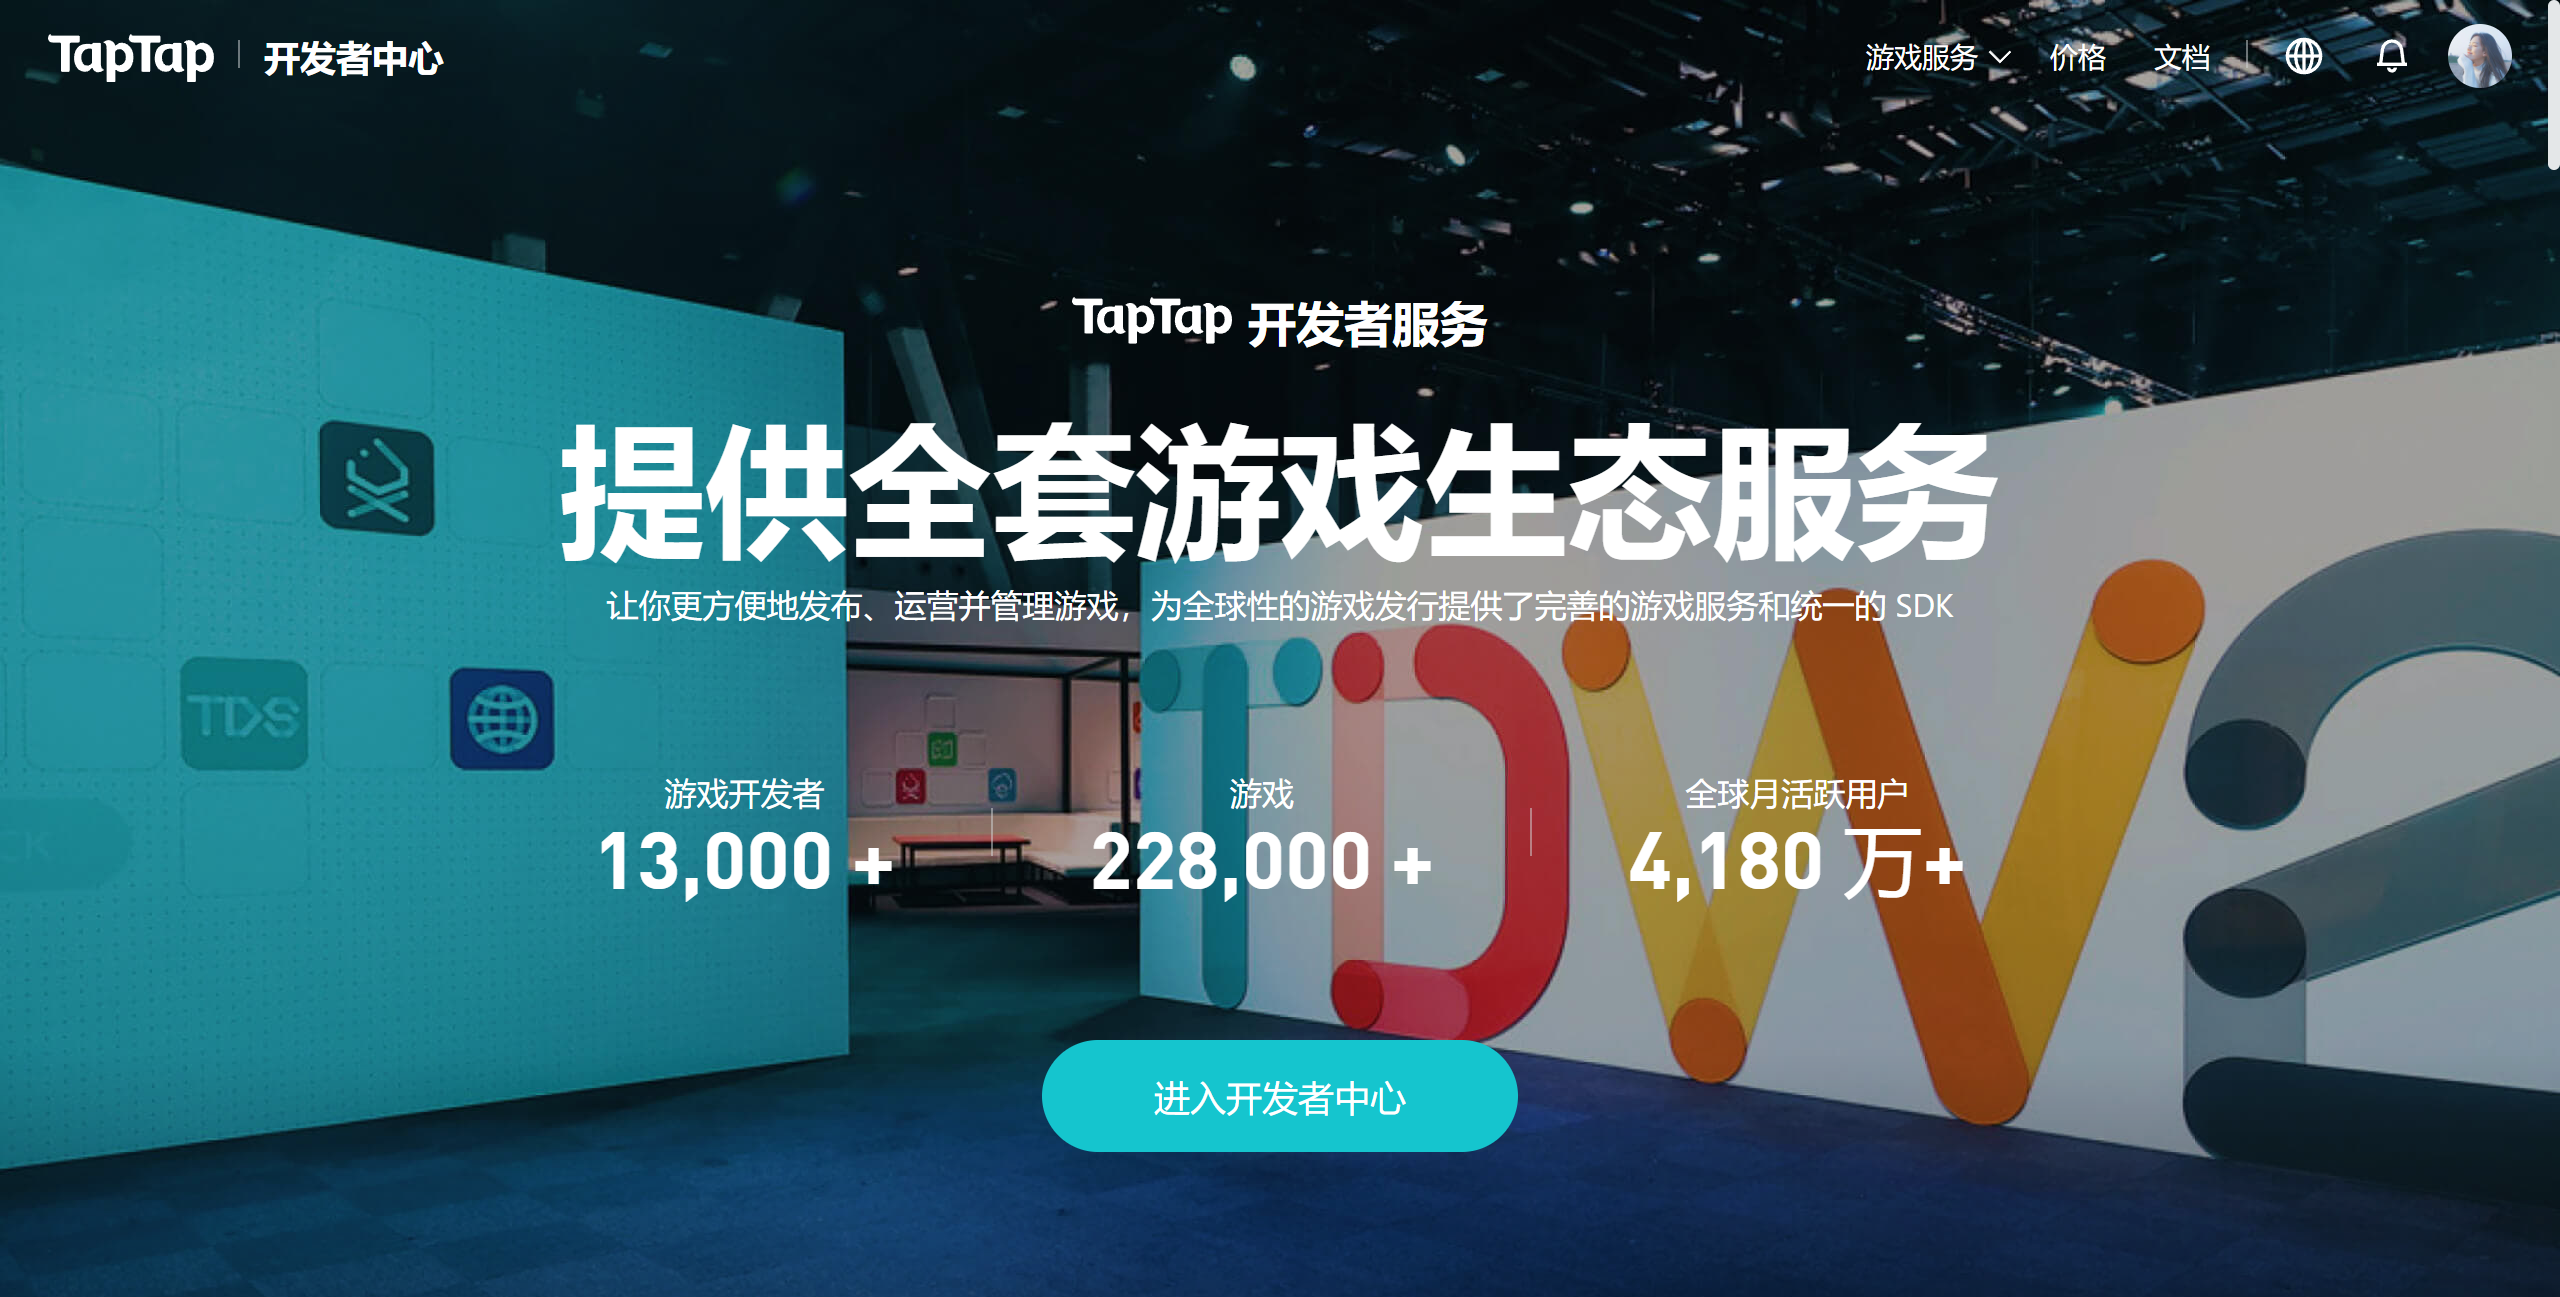 TapTap 开发者中心 游戏服务 价格 文档
TapTap 开发者服务
提供全套游戏生态服务
让你更方便地发布、运营并管理游戏，为全球性的游戏发行提供了完善的游戏服务和统一的 SDK
TDS
TDW2
游戏开发者 游戏 全球月活跃用户
13,000 + 228,000 + 4,180 万+
进入开发者中心